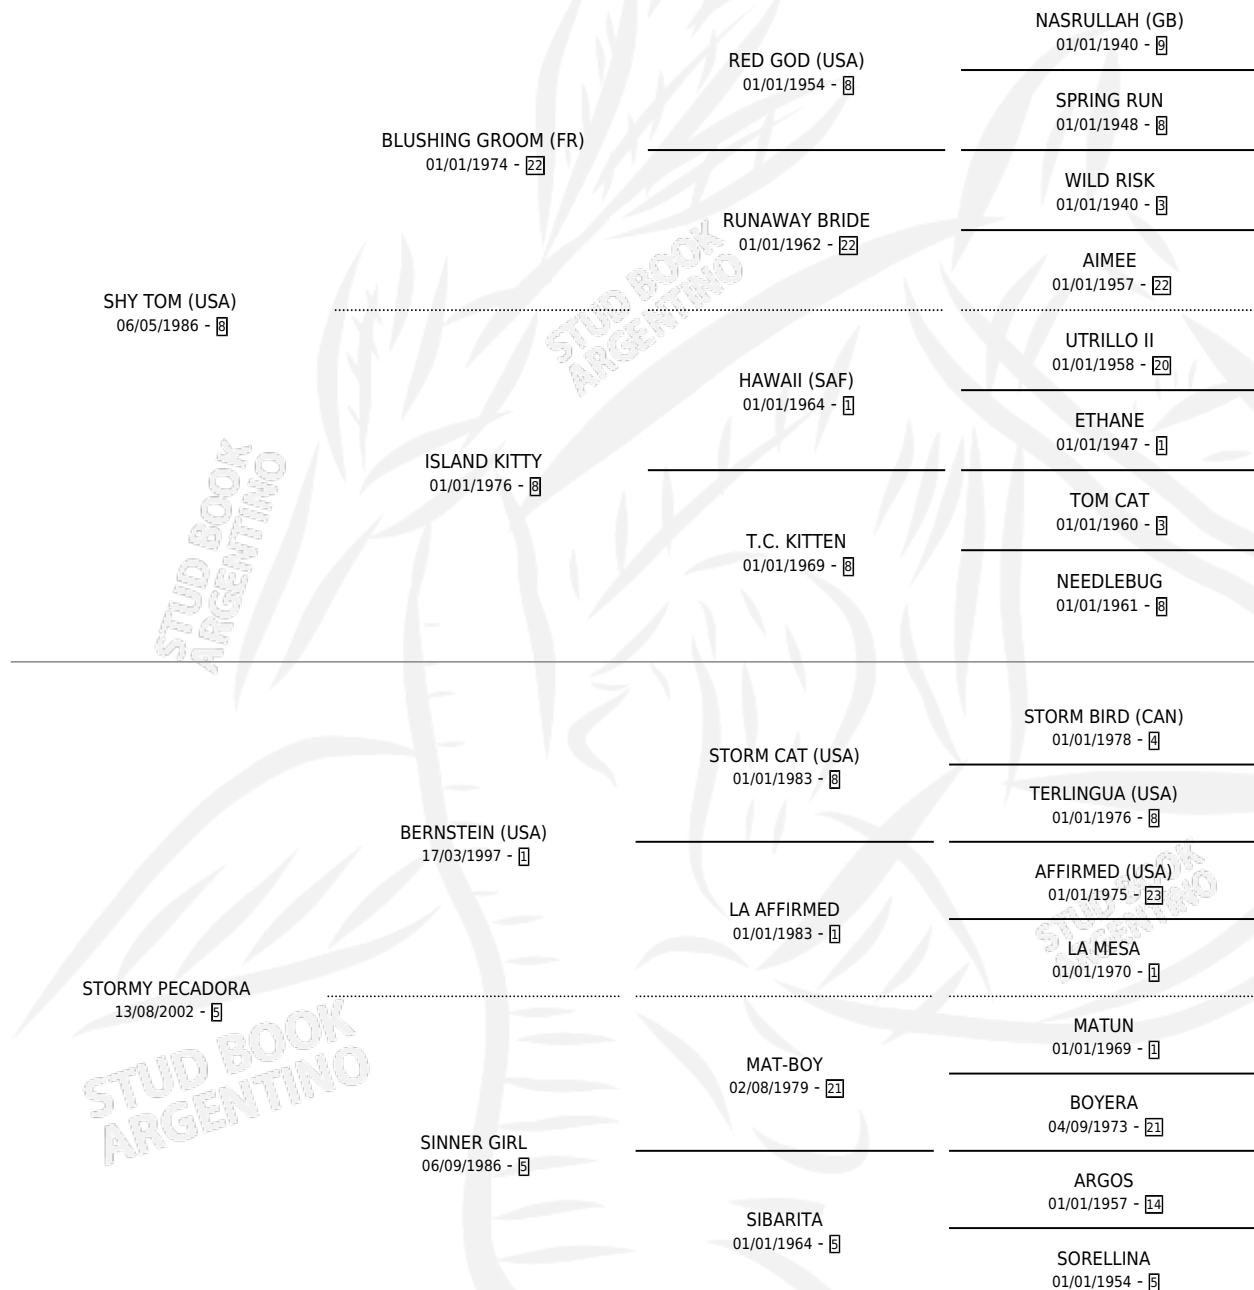 NASRULLAH (GB)
01/01/1940 - 9
RED GOD (USA)
01/01/1954 - 8
SPRING RUN
01/01/1948 - 8
BLUSHING GROOM (FR)
01/01/1974 - 22
WILD RISK
01/01/1940 - 3
RUNAWAY BRIDE
01/01/1962 - 22
AIMEE
01/01/1957 - 22
SHY TOM (USA)
06/05/1986 - 8
UTRILLO II
01/01/1958 - 20
HAWAII (SAF)
01/01/1964 - 1
ETHANE
01/01/1947 - 1
ISLAND KITTY
01/01/1976 - 8
TOM CAT
01/01/1960 - 3
T.C. KITTEN
01/01/1969 - 8
NEEDLEBUG
01/01/1961 - 8
STORM BIRD (CAN)
01/01/1978 - 4
STORM CAT (USA)
01/01/1983 - 8
TERLINGUA (USA)
01/01/1976 - 8
BERNSTEIN (USA)
17/03/1997 - 1
AFFIRMED (USA)
01/01/1975 - 23
LA AFFIRMED
01/01/1983 - 1
LA MESA
01/01/1970 - 1
STORMY PECADORA
13/08/2002 - 5
MATUN
01/01/1969 - 1
MAT-BOY
02/08/1979 - 21
BOYERA
04/09/1973 - 21
SINNER GIRL
06/09/1986 - 5
ARGOS
01/01/1957 - 14
SIBARITA
01/01/1964 - 5
SORELLINA
01/01/1954 - 5
STUD BOOK
ARGENTINO
STUD BOOK
ARGENTINO
STUD BOOK
ARGENTINO
STUD BOOK
ARGENTINO